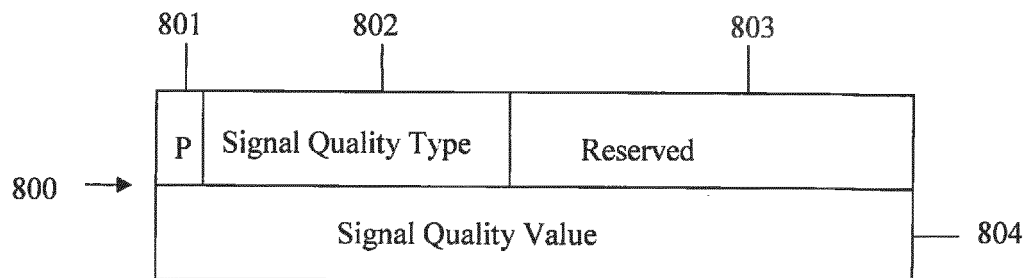 801 802 803
P Signal Quality Type Reserved
800
Signal Quality Value 804